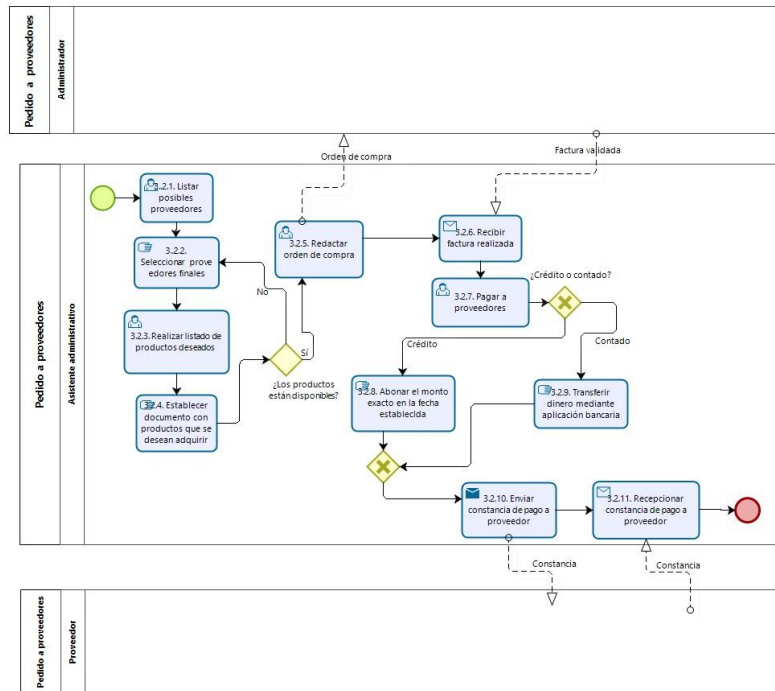 Pedido a proveedores
Administrador
Orden de compra
Factura validada
Pedido a proveedores
Asistente administrativo
3.2.1. Listar
posibles
proveedores
3.2.2.
Seleccionar prove
edores finales
No
3.2.3. Realizar listado de
productos deseados
3.2.4. Establecer
documento con
productos que se
desean adquirir
Sí
¿Los productos
están disponibles?
3.2.5. Redactar
orden de compra
3.2.6. Recibir
factura realizada
3.2.7. Pagar a
proveedores
¿Crédito o contado?
Crédito
Contado
3.2.8. Abonar el monto
exacto en la fecha
establecida
3.2.9. Transferir
dinero mediante
aplicación bancaria
3.2.10. Enviar
constancia de pago a
proveedor
3.2.11. Recepcionar
constancia de pago a
proveedor
Constancia
Constancia
Pedido a proveedores
Proveedor